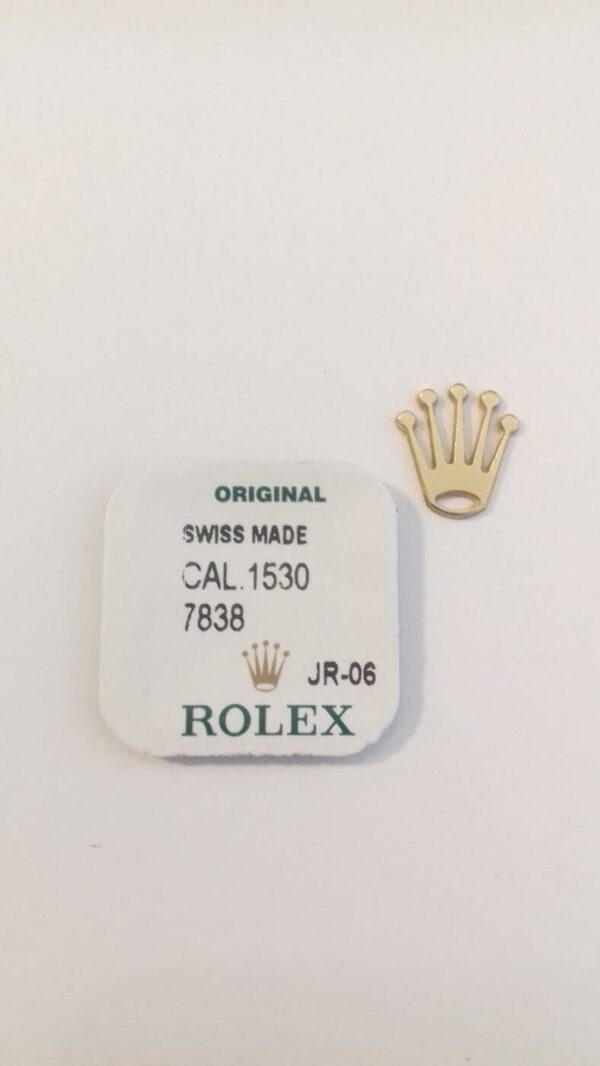 ORIGINAL
SWISS MADE
CAL.1530
7838
JR-06
ROLEX